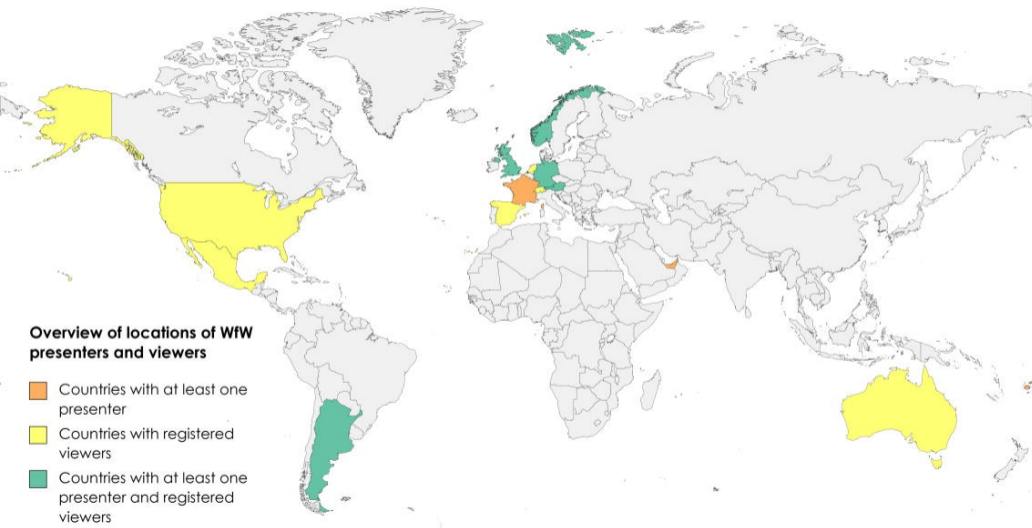 Overview of locations of WfW
presenters and viewers
Countries with at least one
presenter
Countries with registered
viewers
Countries with at least one
presenter and registered
viewers